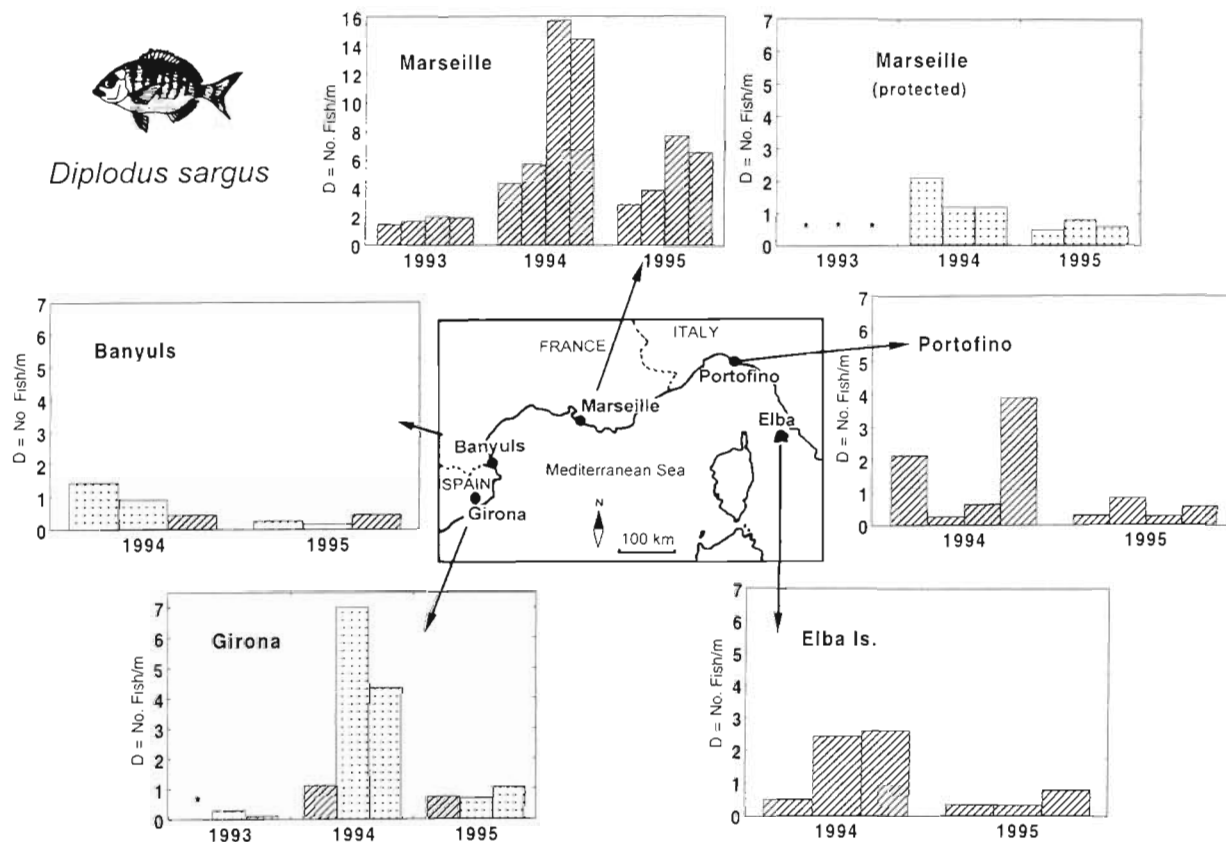 Diplodus sargus
Marseille
D = No. Fish/m
16
14
12
10
8
6
4
2
0
1993
1994
1995
Marseille
(protected)
D = No. Fish/m
7
6
5
4
3
2
1
0
* * *
1993
1994
1995
Banyuls
D = No Fish/m
7
6
5
4
3
2
1
0
1994
1995
FRANCE
ITALY
Portofino
Marseille
Elba
Banyuls
Mediterranean Sea
SPAIN
Girona
N
100 km
Portofino
D = No. Fish/m
7
6
5
4
3
2
1
0
1994
1995
Girona
D = No. Fish/m
7
6
5
4
3
2
1
0
*
1993
1994
1995
Elba Is.
D = No. Fish/m
7
6
5
4
3
2
1
0
1994
1995